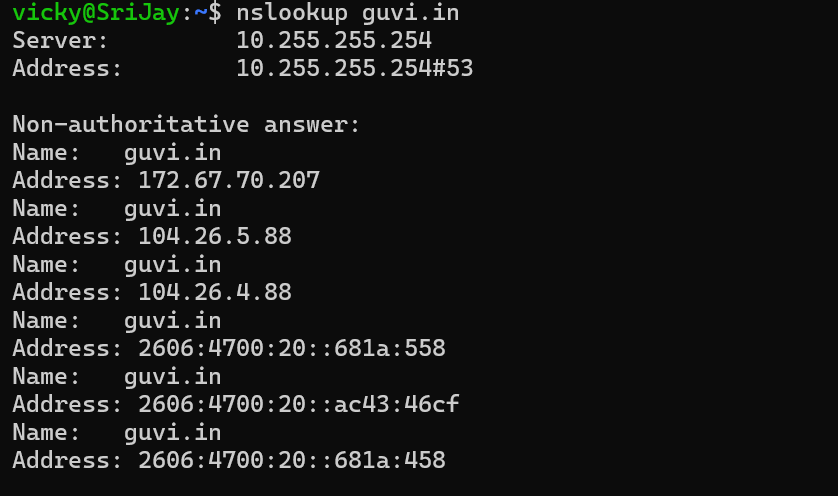 vicky@SriJay:~$ nslookup guvi.in
Server:         10.255.255.254
Address:        10.255.255.254#53

Non-authoritative answer:
Name:   guvi.in
Address: 172.67.70.207
Name:   guvi.in
Address: 104.26.5.88
Name:   guvi.in
Address: 104.26.4.88
Name:   guvi.in
Address: 2606:4700:20::681a:558
Name:   guvi.in
Address: 2606:4700:20::ac43:46cf
Name:   guvi.in
Address: 2606:4700:20::681a:458